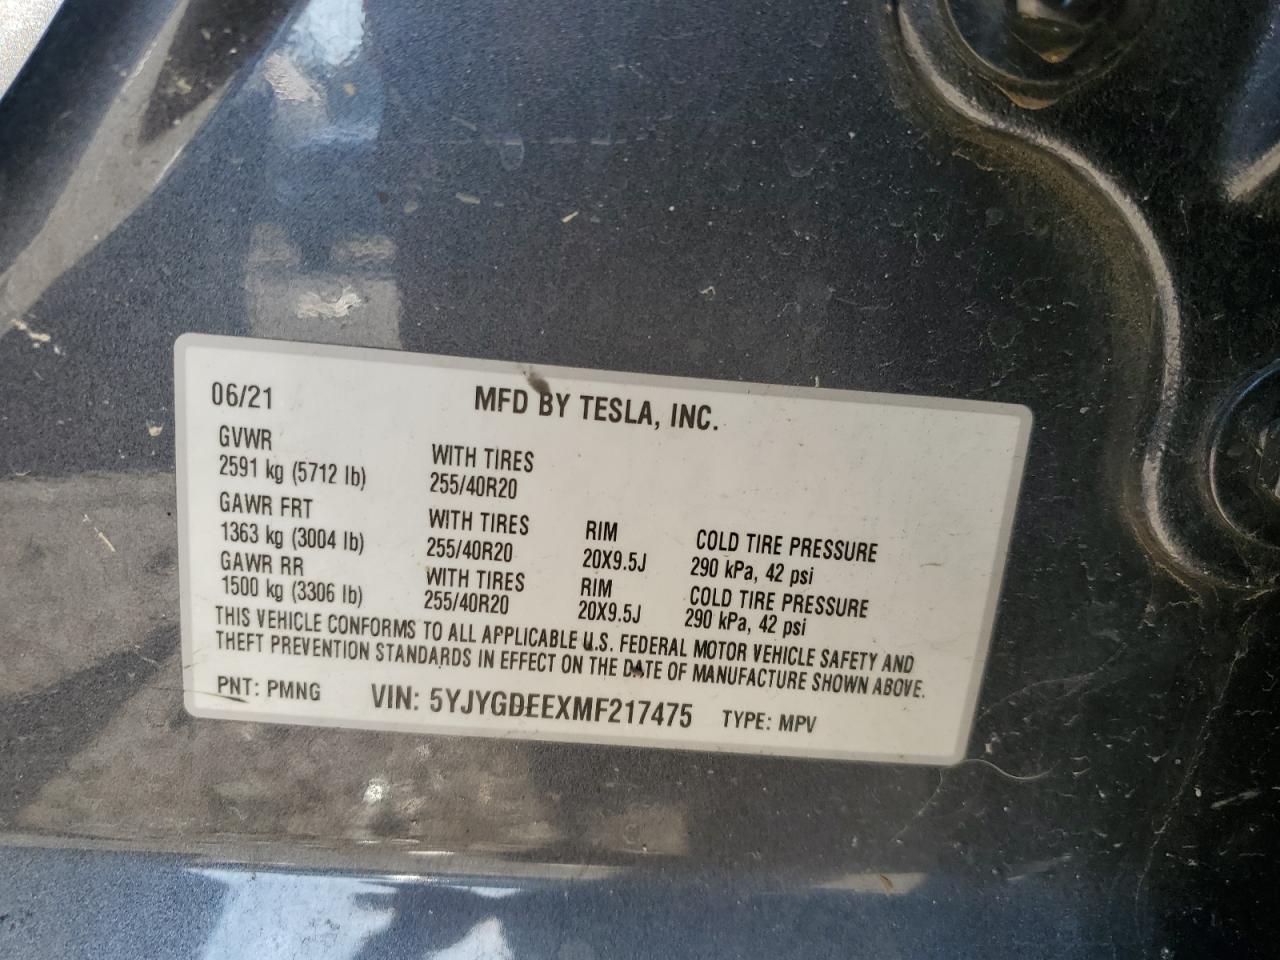 06/21 MFD BY TESLA, INC.
GVWR
2591 kg (5712 lb) WITH TIRES
255/40R20
GAWR FRT
1363 kg (3004 lb) WITH TIRES
255/40R20 RIM
20X9.5J COLD TIRE PRESSURE
290 kPa, 42 psi
GAWR RR
1500 kg (3306 lb) WITH TIRES
255/40R20 RIM
20X9.5J COLD TIRE PRESSURE
290 kPa, 42 psi
THIS VEHICLE CONFORMS TO ALL APPLICABLE U.S. FEDERAL MOTOR VEHICLE SAFETY AND
THEFT PREVENTION STANDARDS IN EFFECT ON THE DATE OF MANUFACTURE SHOWN ABOVE.
PNT: PMNG VIN: 5YJYGDEEXMF217475 TYPE: MPV